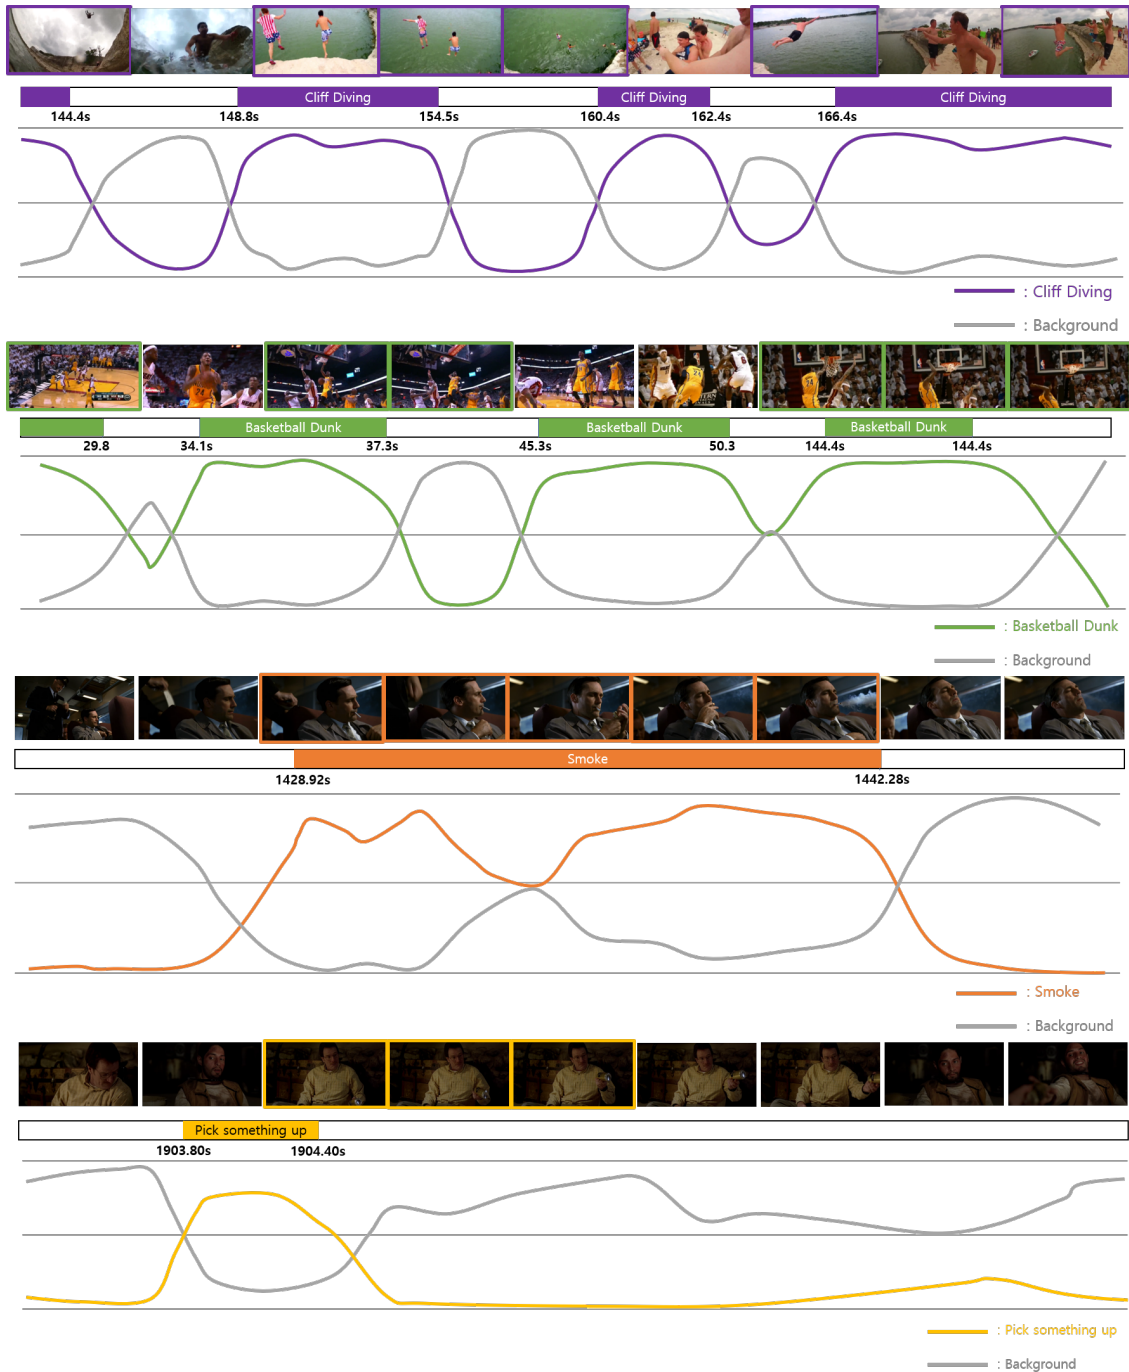 Cliff Diving Cliff Diving Cliff Diving
144.4s 148.8s 154.5s 160.4s 162.4s 166.4s
: Cliff Diving
: Background
Basketball Dunk Basketball Dunk Basketball Dunk
29.8 34.1s 37.3s 45.3s 50.3 144.4s 144.4s
: Basketball Dunk
: Background
Smoke
1428.92s 1442.28s
: Smoke
: Background
Pick something up
1903.80s 1904.40s
: Pick something up
: Background